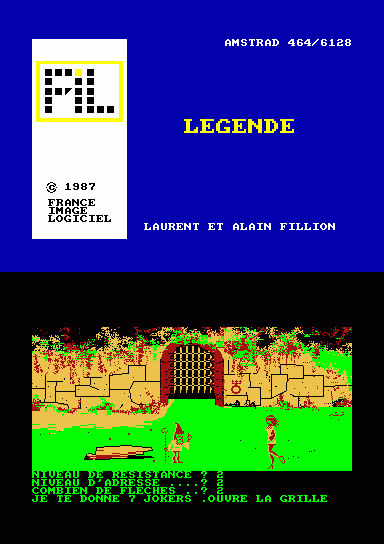 AMSTRAD 464/6128
FIL
LEGENDE
© 1987
FRANCE
IMAGE
LOGICIEL
LAURENT ET ALAIN FILLION
NIVEAU DE RESISTANCE ? 2
NIVEAU D'ADRESSE ....? 2
COMBIEN DE FLECHES ..? 2
JE TE DONNE 7 JOKERS .OUVRE LA GRILLE